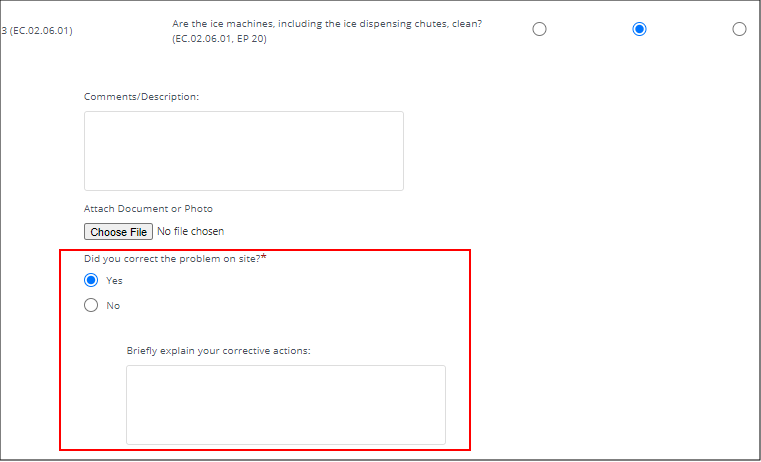 3 (EC.02.06.01)
Are the ice machines, including the ice dispensing chutes, clean?
(EC.02.06.01, EP 20)
Comments/Description:
Attach Document or Photo
Choose File No file chosen
Did you correct the problem on site?*
Yes
No
Briefly explain your corrective actions: